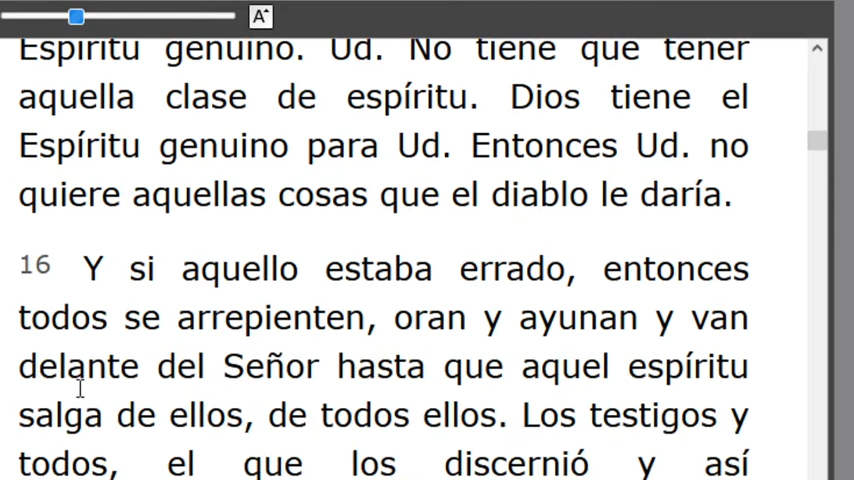 A
Espíritu genuino. Ud. No tiene que tener
aquella clase de espíritu. Dios tiene el
Espíritu genuino para Ud. Entonces Ud. no
quiere aquellas cosas que el diablo le daría.
16 Y si aquello estaba errado, entonces
todos se arrepienten, oran y ayunan y van
delante del Señor hasta que aquel espíritu
salga de ellos, de todos ellos. Los testigos y
todos, el que los discernió y así